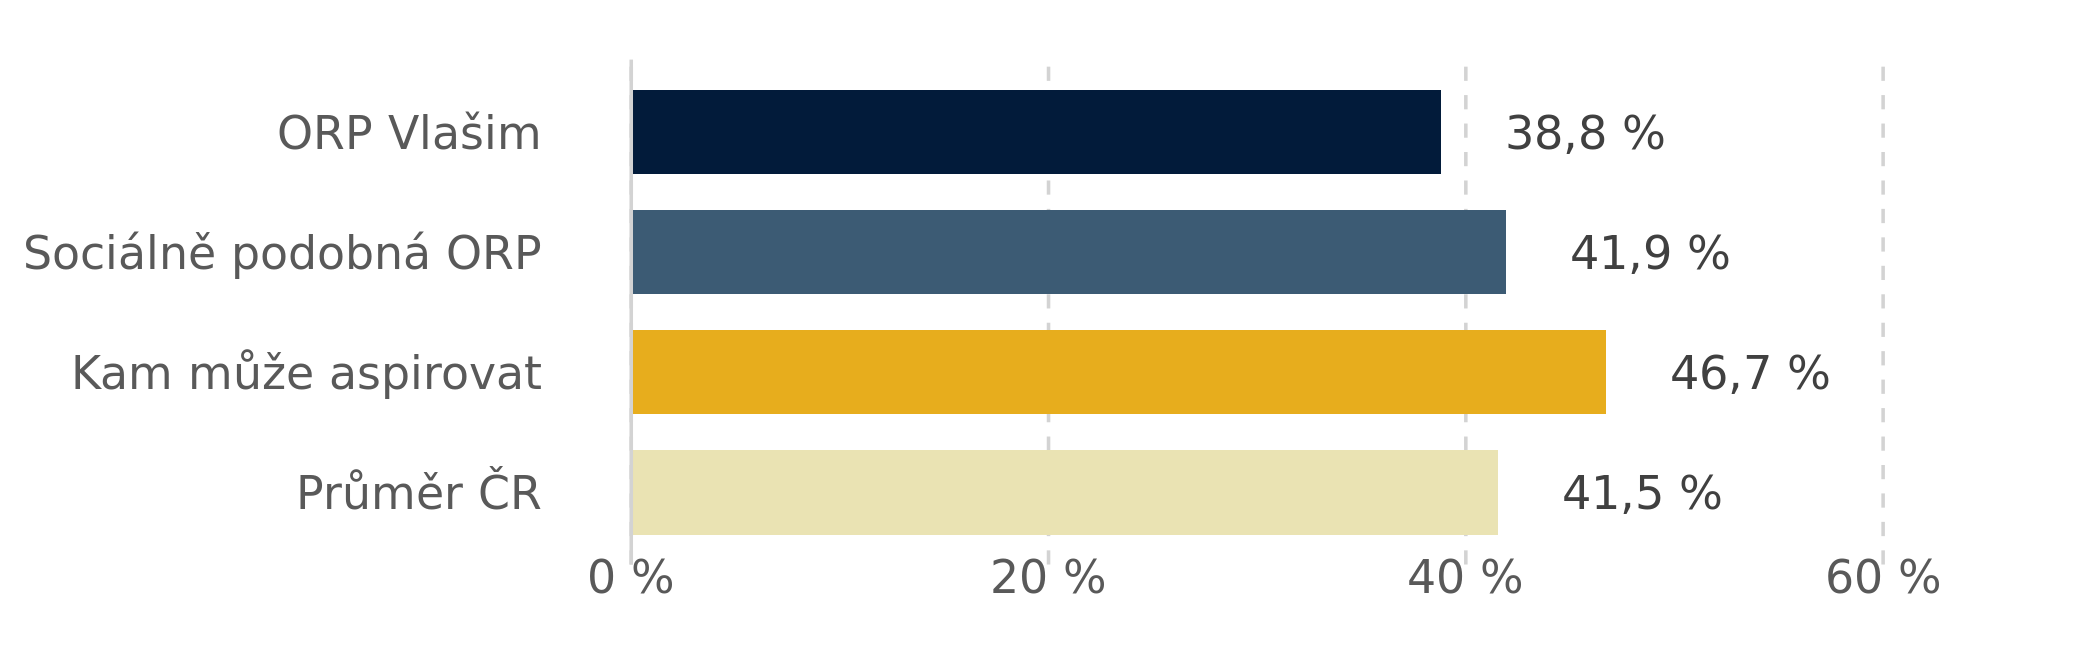 ORP Vlašim 38,8 %
Sociálně podobná ORP 41,9 %
Kam může aspirovat 46,7 %
Průměr ČR 41,5 %
0 % 20 % 40 % 60 %